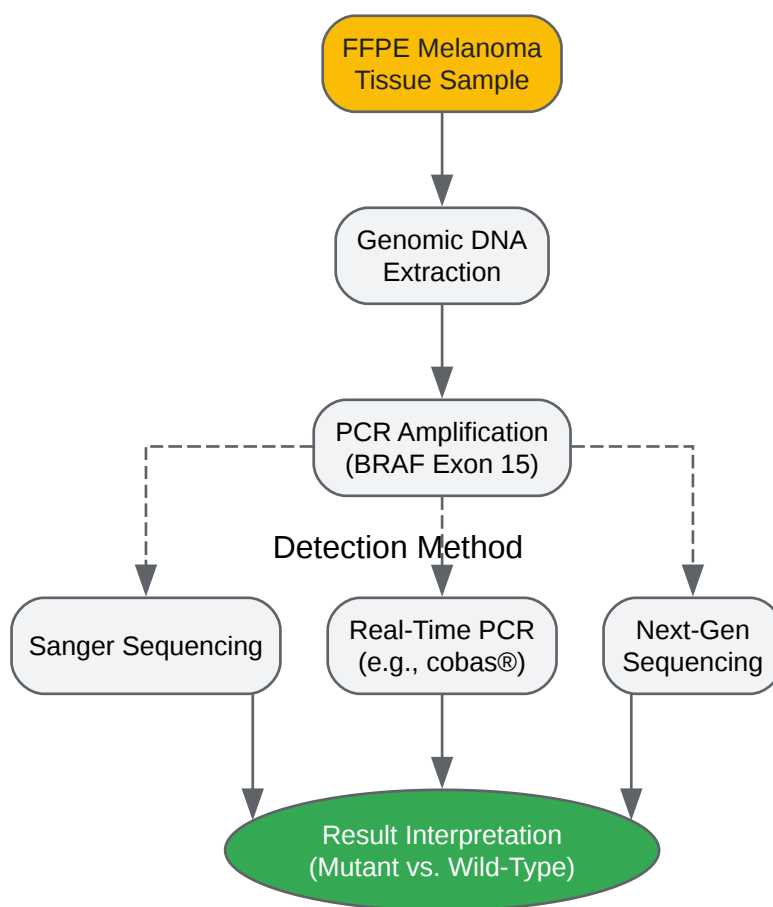 FFPE Melanoma
Tissue Sample
Genomic DNA
Extraction
PCR Amplification
(BRAF Exon 15)
Detection Method
Sanger Sequencing
Real-Time PCR
(e.g., cobas®)
Next-Gen
Sequencing
Result Interpretation
(Mutant vs. Wild-Type)